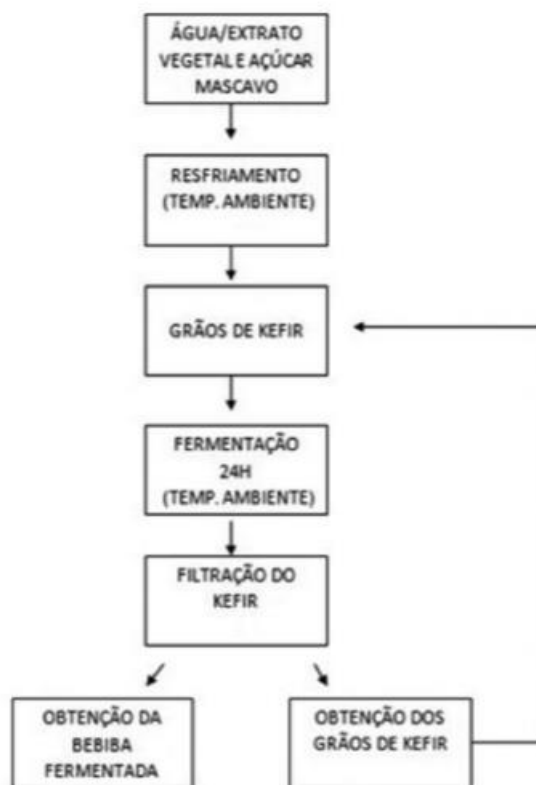 ÁGUA/EXTRATO
VEGETAL E AÇÚCAR
MASCAVO
RESFRIAMENTO
(TEMP. AMBIENTE)
GRÃOS DE KEFIR
FERMENTAÇÃO
24H
(TEMP. AMBIENTE)
FILTRAÇÃO DO
KEFIR
OBTENÇÃO DA
BEBIBA
FERMENTADA
OBTENÇÃO DOS
GRÃOS DE KEFIR